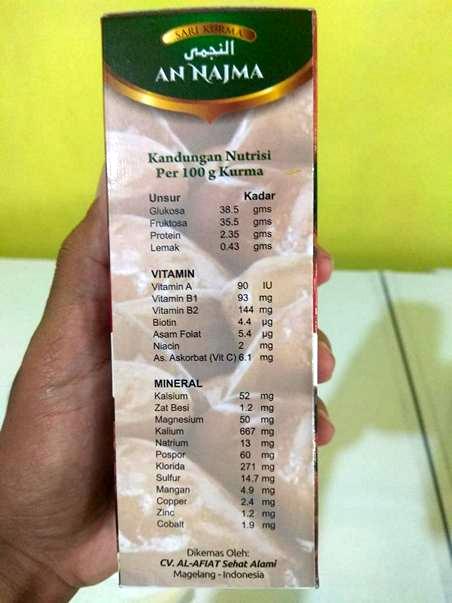 SARI KURMA
النجمى
AN NAJMA
Kandungan Nutrisi
Per 100 g Kurma
Unsur Kadar
Glukosa 38.5 gms
Fruktosa 35.5 gms
Protein 2.35 gms
Lemak 0.43 gms
VITAMIN
Vitamin A 90 IU
Vitamin B1 93 mg
Vitamin B2 144 mg
Biotin 4.4 µg
Asam Folat 5.4 µg
Niacin 2 mg
As. Askorbat (Vit C) 6.1 mg
MINERAL
Kalsium 52 mg
Zat Besi 1.2 mg
Magnesium 50 mg
Kalium 667 mg
Natrium 13 mg
Pospor 60 mg
Klorida 271 mg
Sulfur 14.7 mg
Mangan 4.9 mg
Copper 2.4 mg
Zinc 1.2 mg
Cobalt 1.9 mg
Dikemas Oleh:
CV. AL-AFIAT Sehat Alami
Magelang - Indonesia